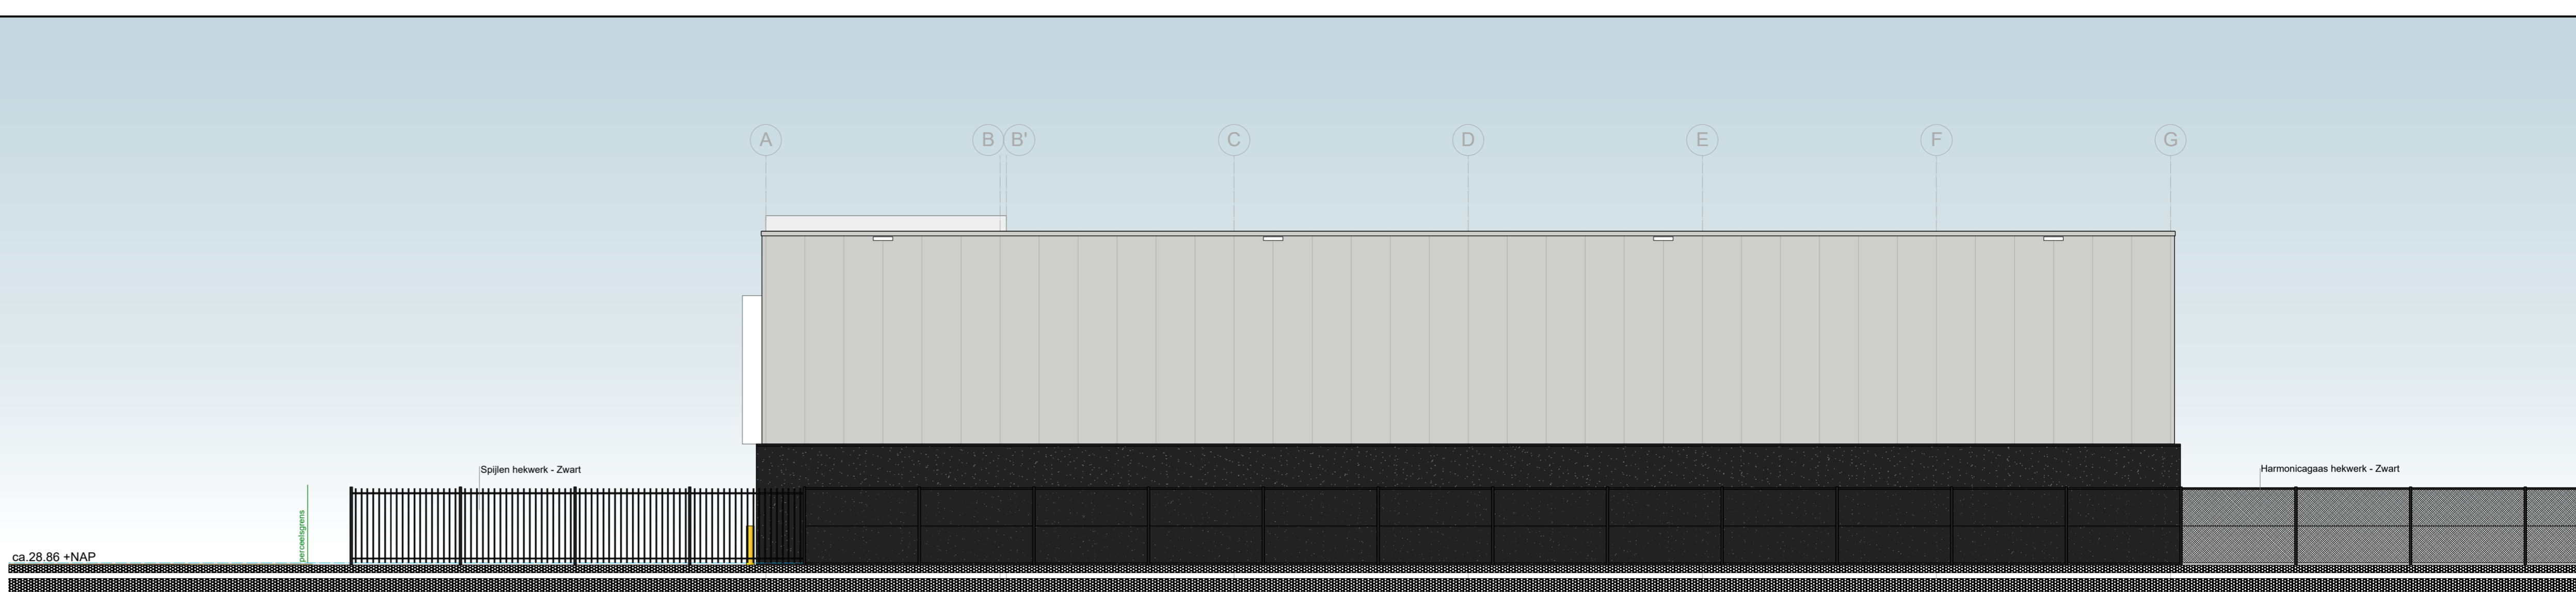 A
B
B'
C
D
E
F
G
Spijlen hekwerk - Zwart
Harmonicagaas hekwerk - Zwart
perceelsgrens
ca.28.86 +NAP